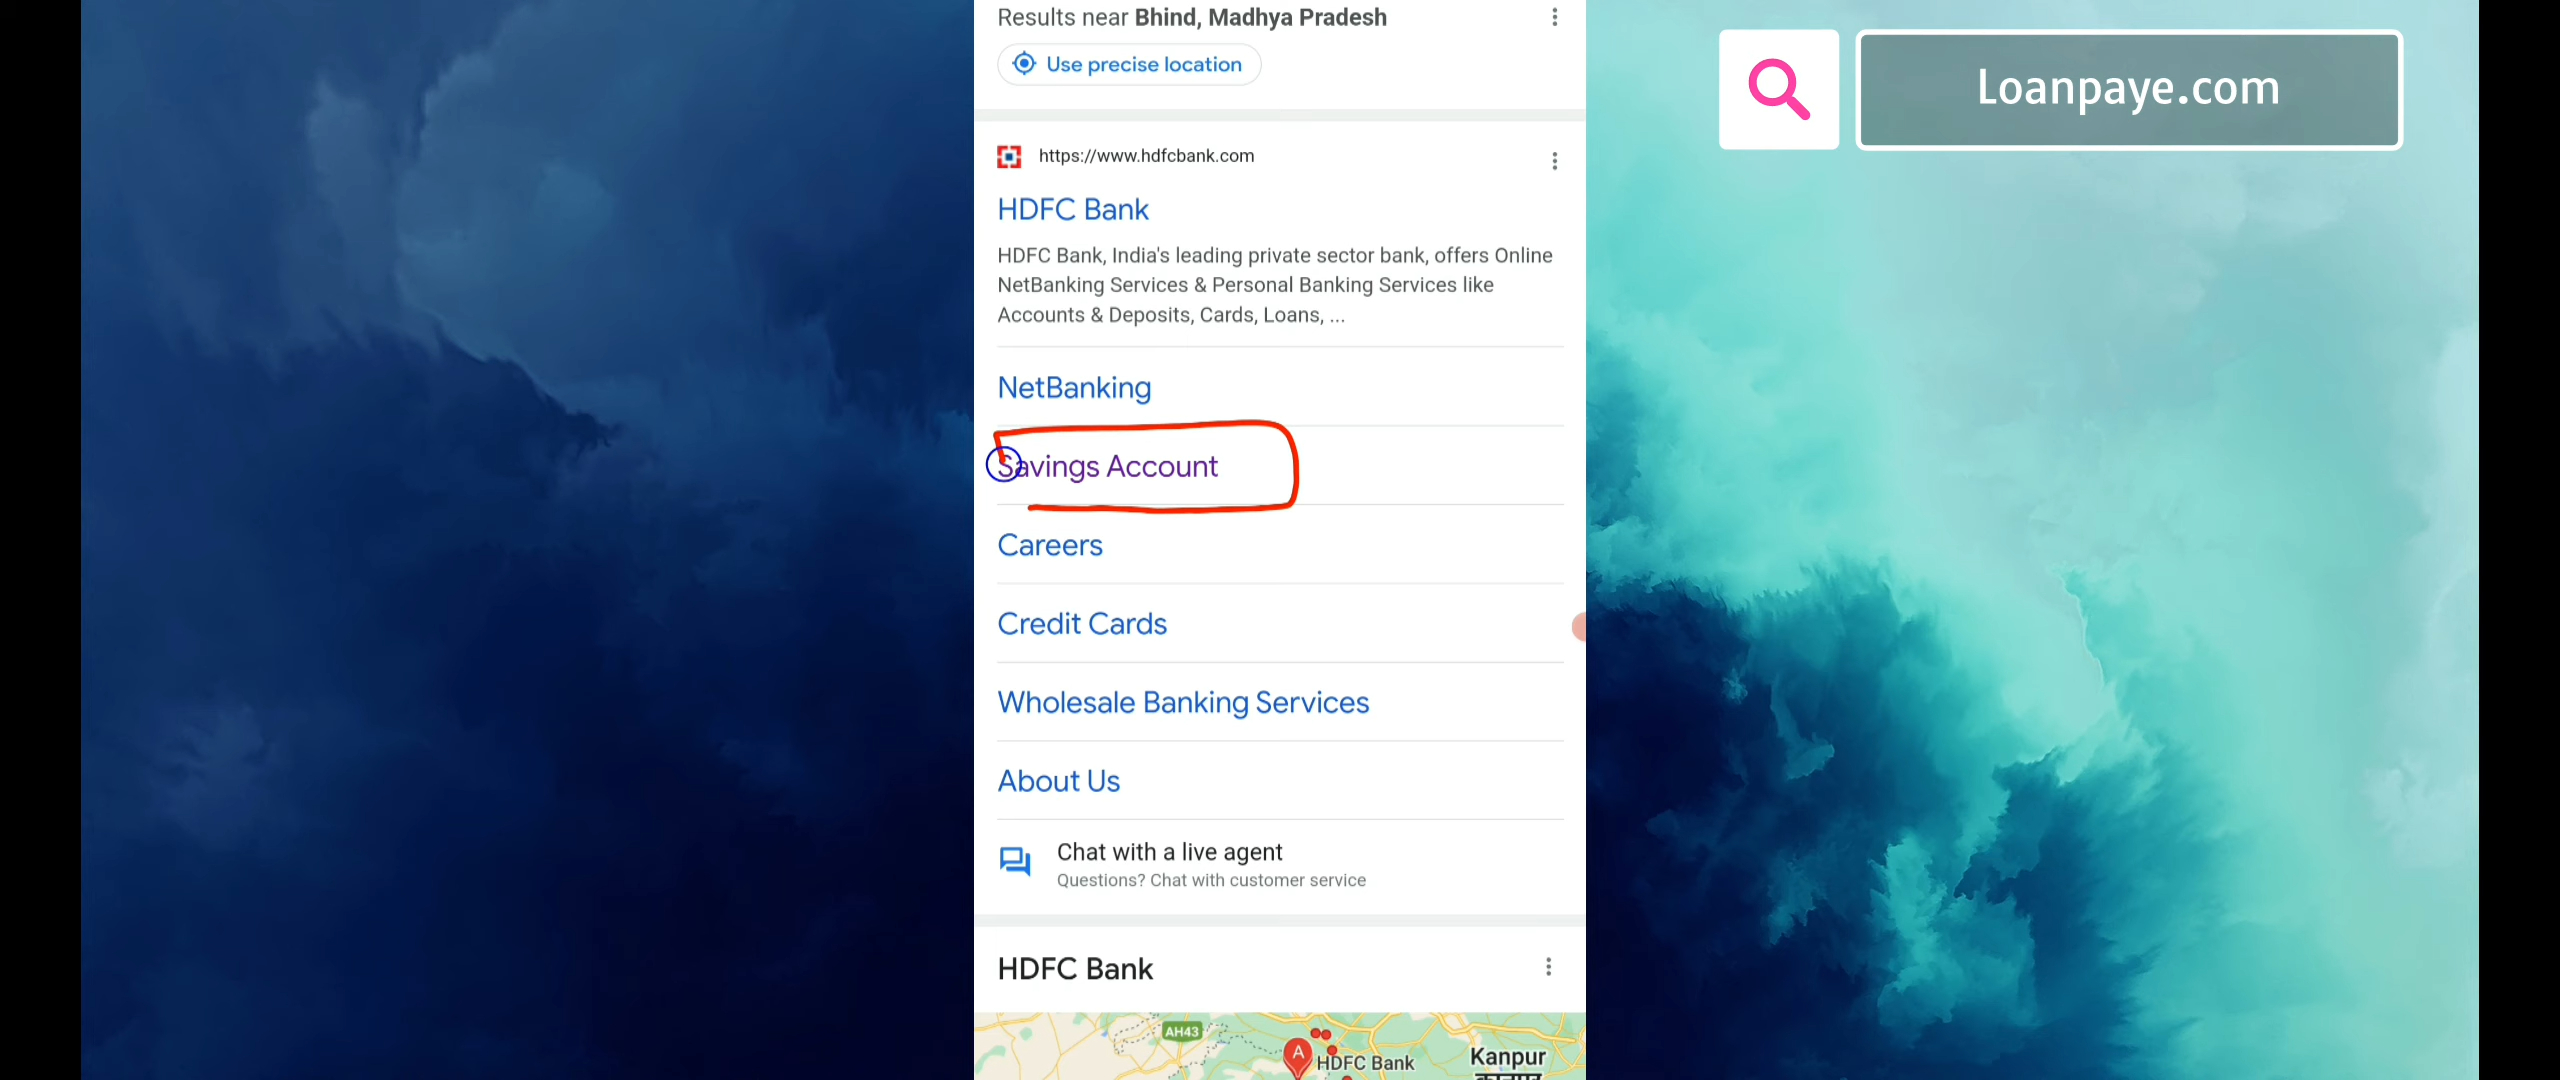 Results near Bhind, Madhya Pradesh
Use precise location
Loanpaye.com
https://www.hdfcbank.com
HDFC Bank
HDFC Bank, India's leading private sector bank, offers Online
NetBanking Services & Personal Banking Services like
Accounts & Deposits, Cards, Loans, ...
NetBanking
Savings Account
Careers
Credit Cards
Wholesale Banking Services
About Us
Chat with a live agent
Questions? Chat with customer service
HDFC Bank
AH43
A
HDFC Bank
Kanpur